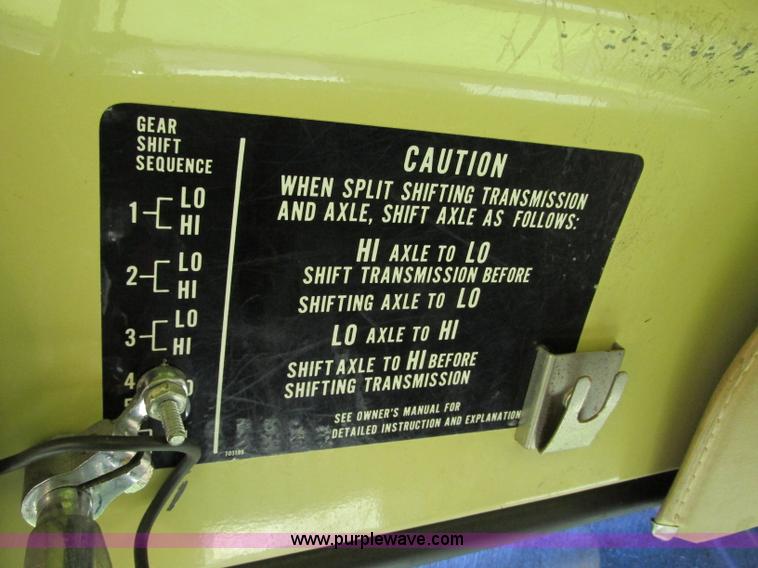 GEAR
SHIFT
SEQUENCE
1 LO
HI
2 LO
HI
3 LO
HI
4
CAUTION
WHEN SPLIT SHIFTING TRANSMISSION
AND AXLE, SHIFT AXLE AS FOLLOWS:
HI AXLE TO LO
SHIFT TRANSMISSION BEFORE
SHIFTING AXLE TO LO
LO AXLE TO HI
SHIFT AXLE TO HI BEFORE
SHIFTING TRANSMISSION
SEE OWNER'S MANUAL FOR
DETAILED INSTRUCTION AND EXPLANATION
www.purplewave.com